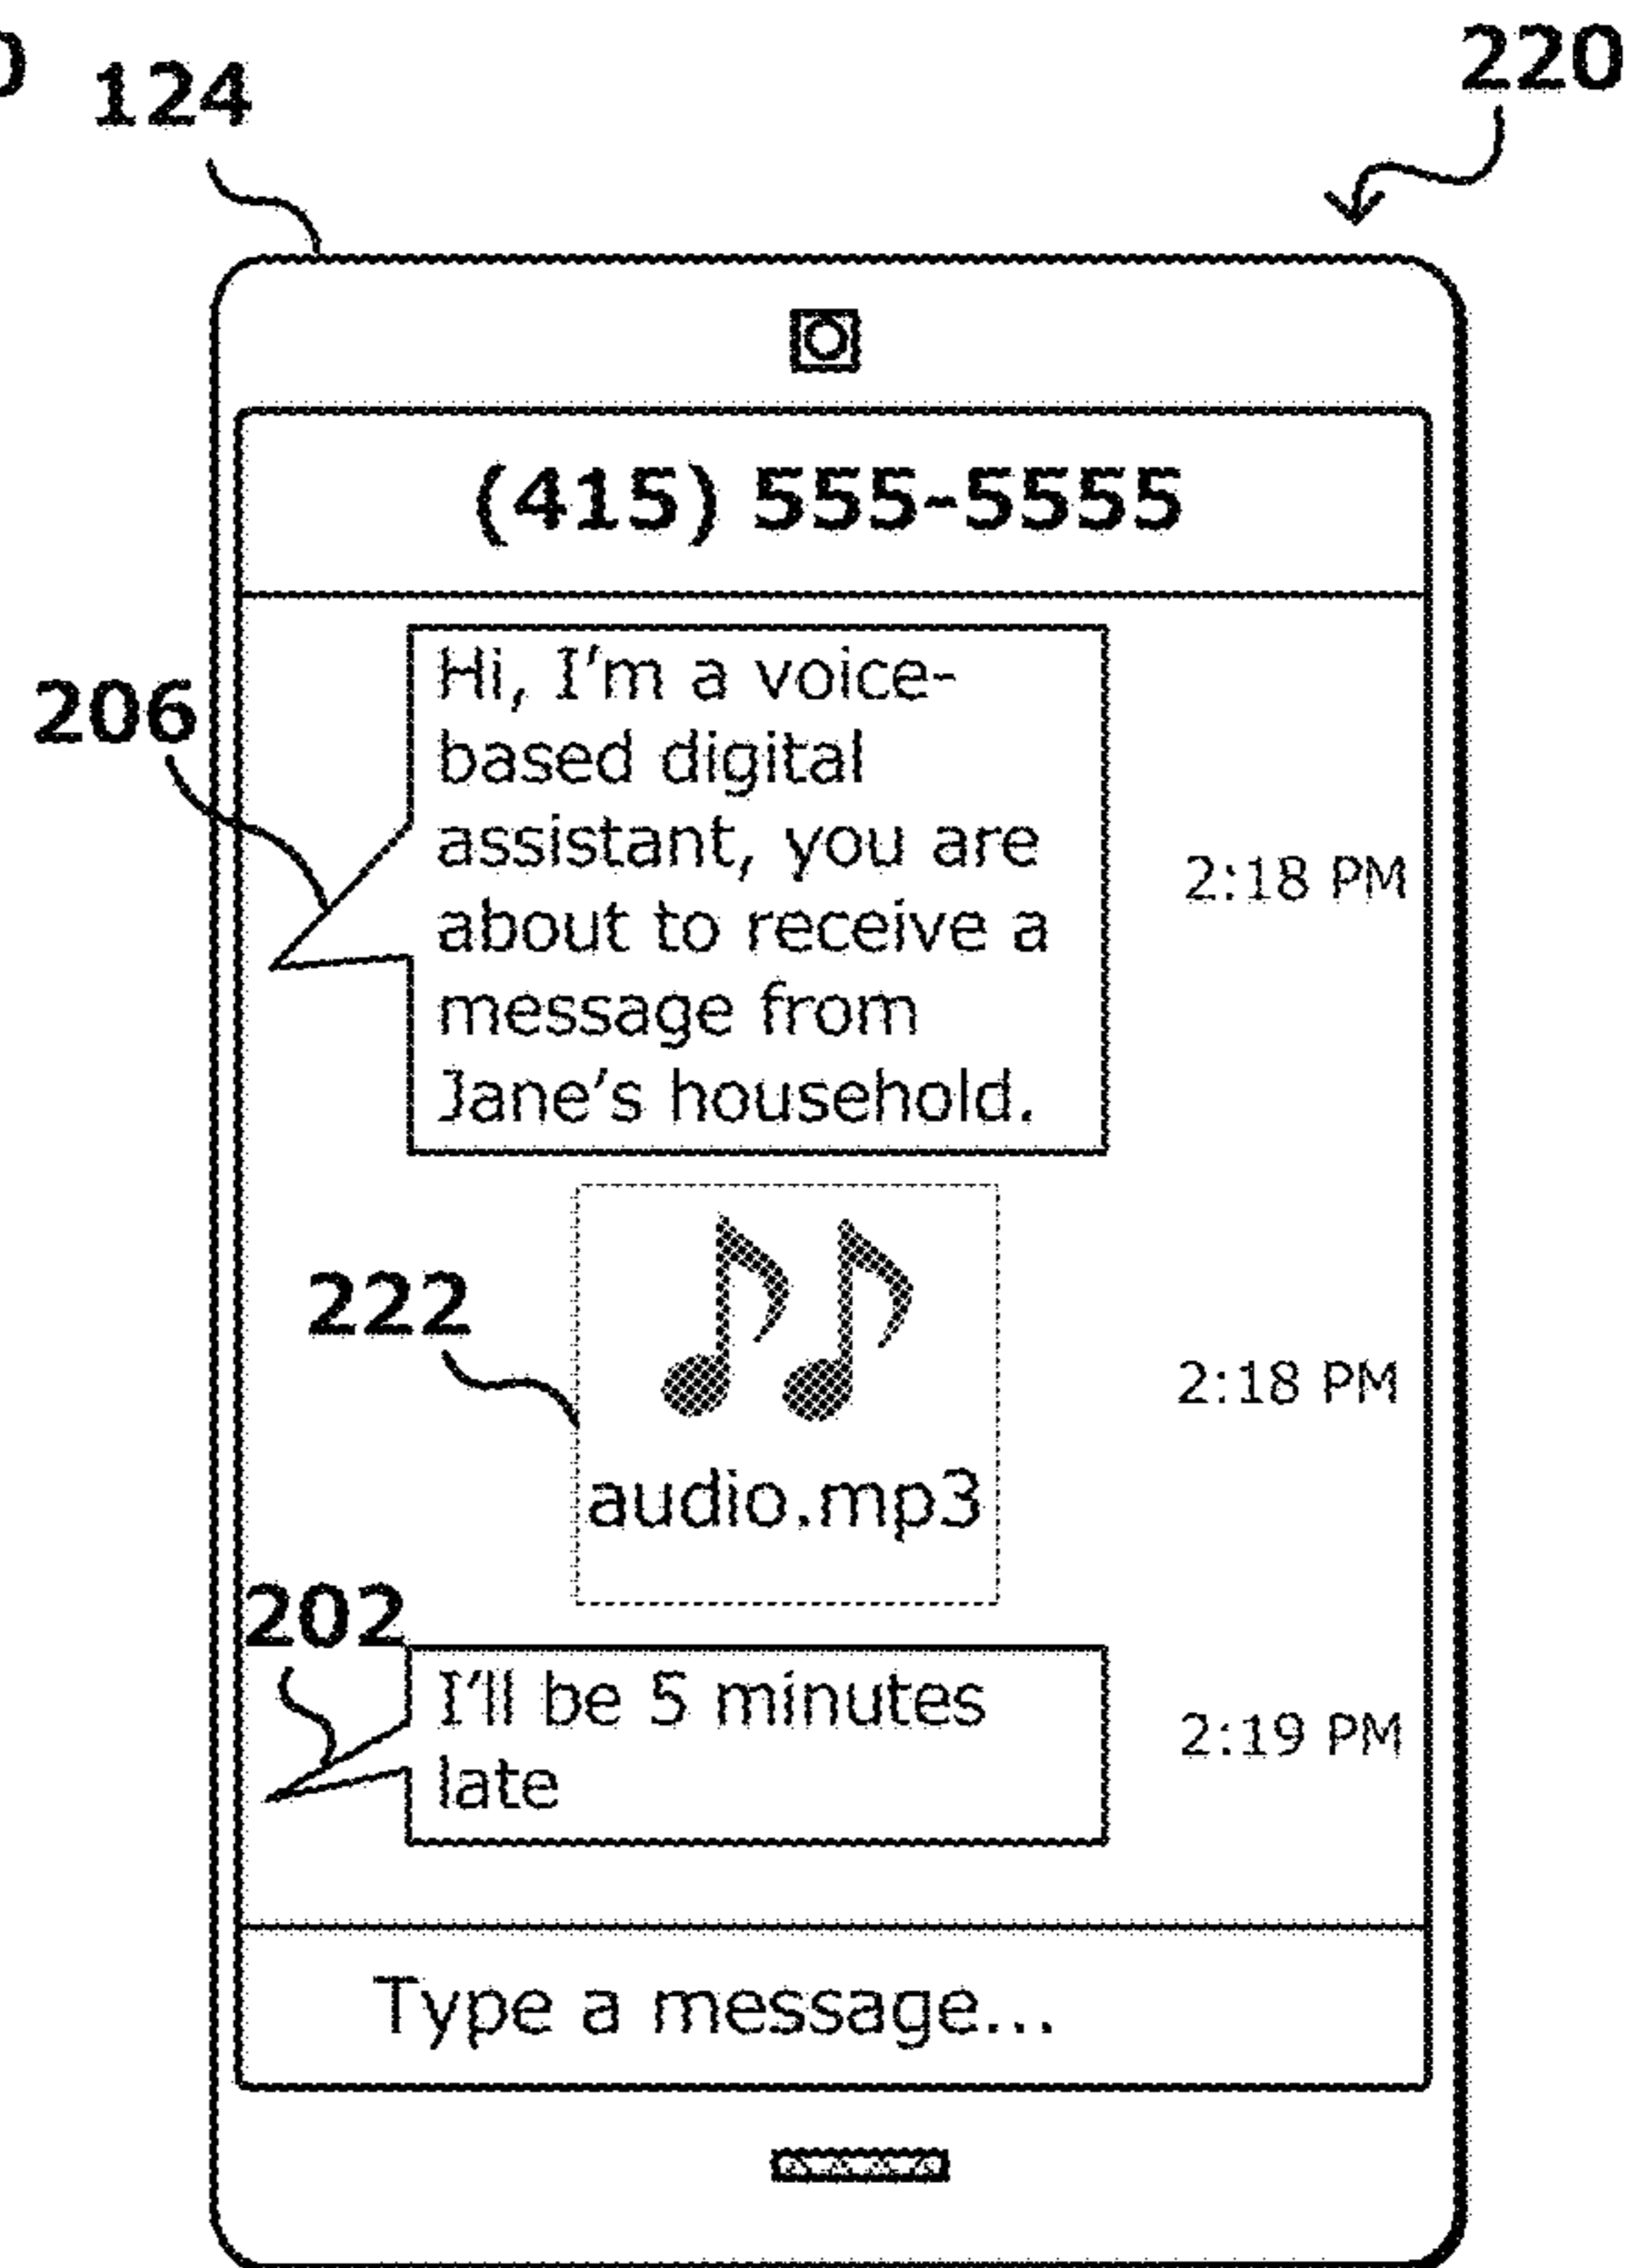 124
220
(415) 555-5555
206
Hi, I'm a voice-
based digital
assistant, you are
about to receive a
message from
Jane's household.
2:18 PM
222
audio.mp3
2:18 PM
202
I'll be 5 minutes
late
2:19 PM
Type a message...